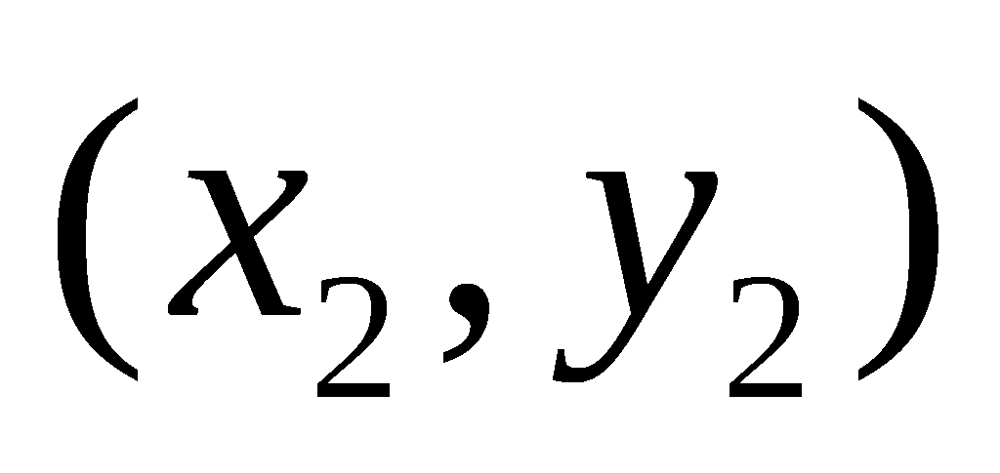 (x₂, y₂)